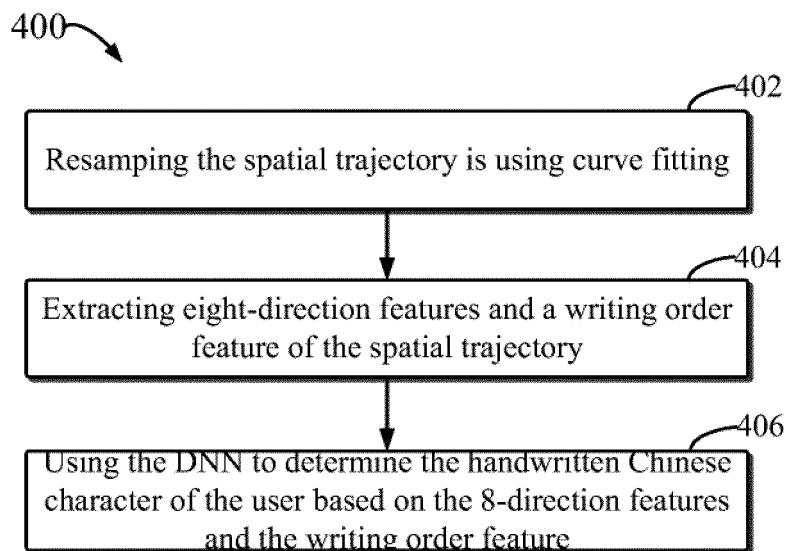 400
402
Resamping the spatial trajectory is using curve fitting
404
Extracting eight-direction features and a writing order
feature of the spatial trajectory
406
Using the DNN to determine the handwritten Chinese
character of the user based on the 8-direction features
and the writing order feature